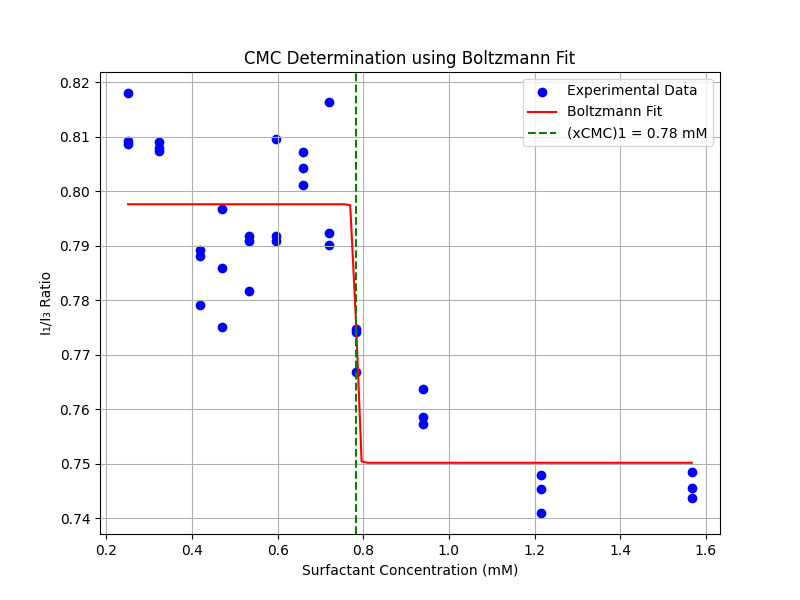 CMC Determination using Boltzmann Fit
Experimental Data
Boltzmann Fit
(xCMC)1 = 0.78 mM
I₁/I₃ Ratio
0.82
0.81
0.80
0.79
0.78
0.77
0.76
0.75
0.74
0.2 0.4 0.6 0.8 1.0 1.2 1.4 1.6
Surfactant Concentration (mM)